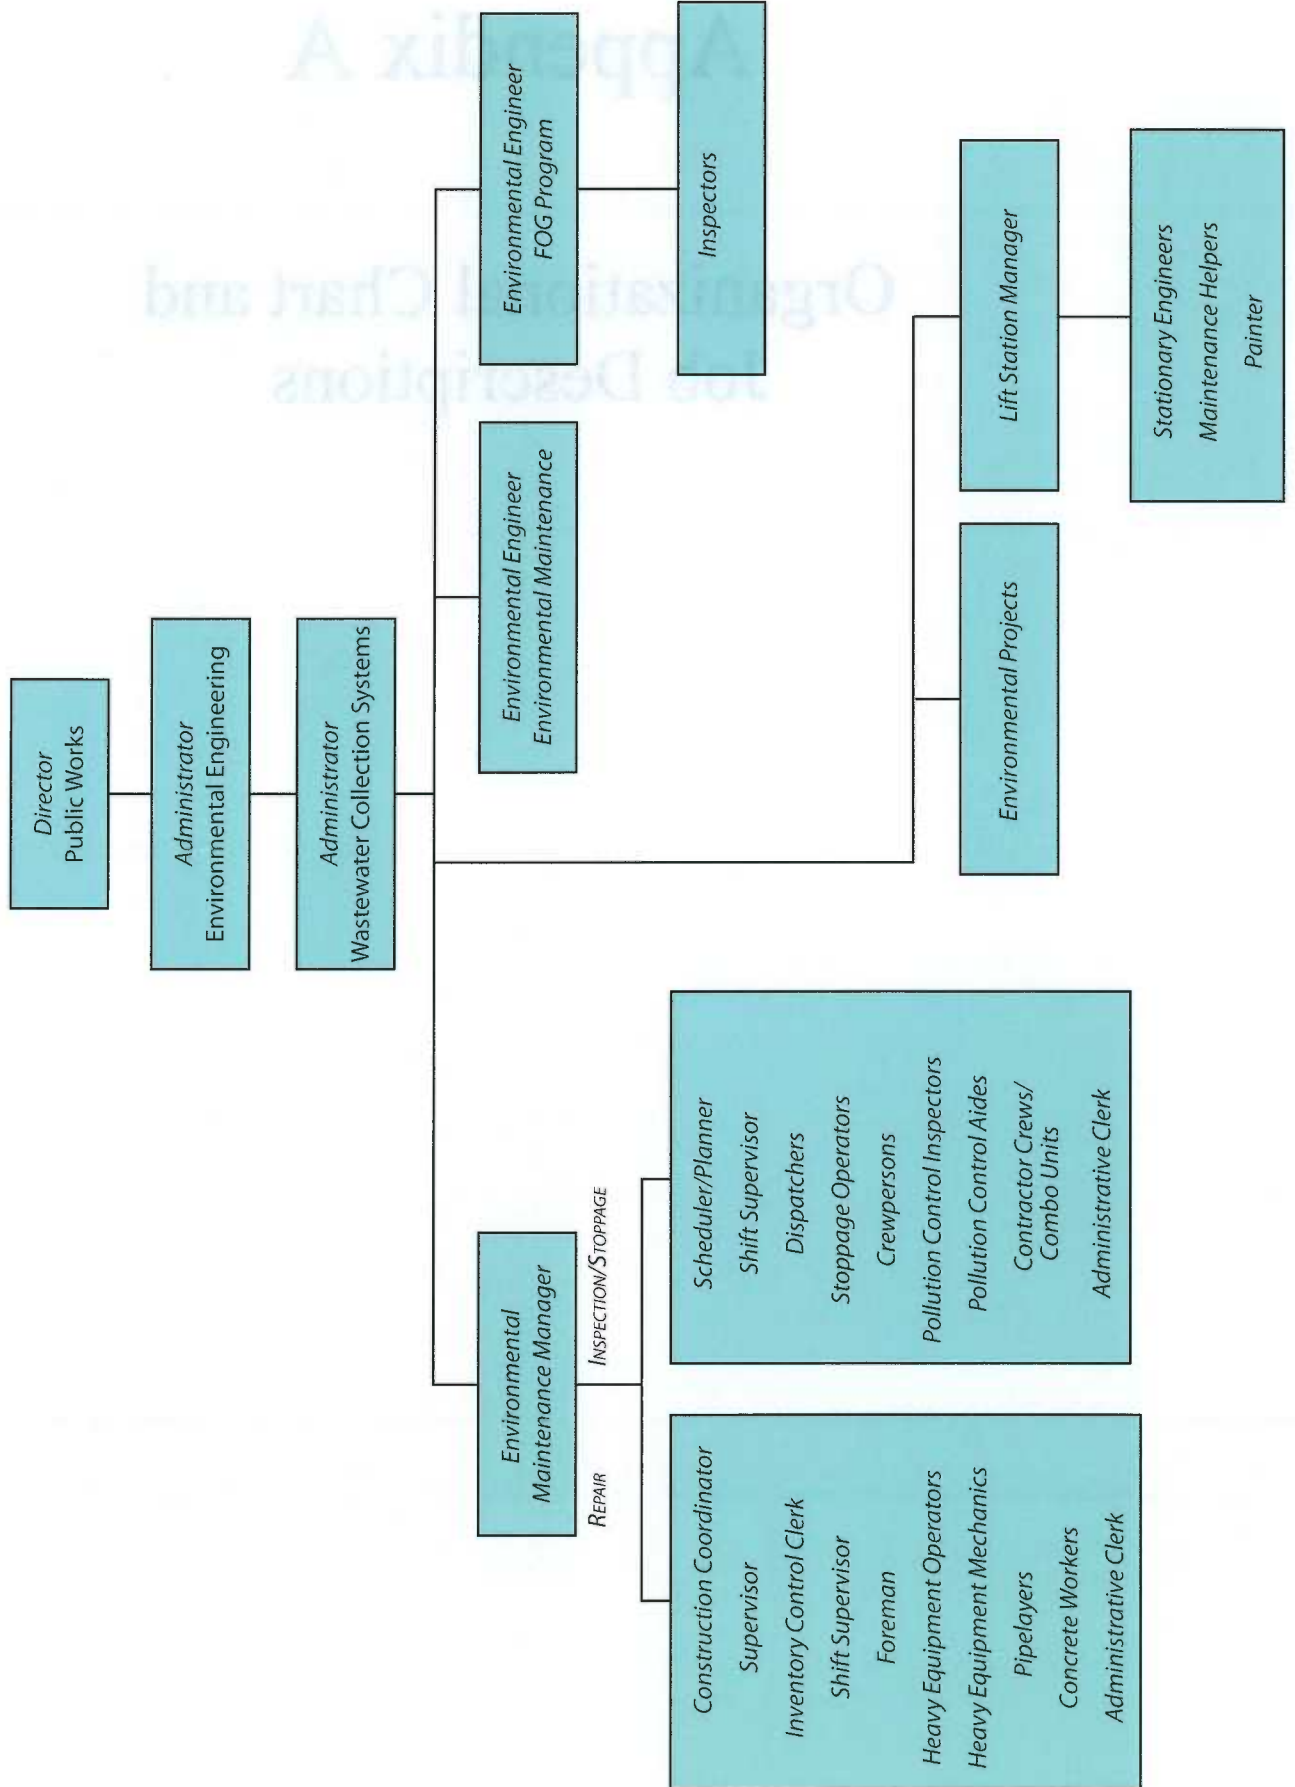 Director
Public Works
Administrator
Environmental Engineering
Administrator
Wastewater Collection Systems
Environmental
Maintenance Manager
Environmental Engineer
Environmental Maintenance
Environmental Engineer
FOG Program
REPAIR
INSPECTION/STOPPAGE
Construction Coordinator
Supervisor
Inventory Control Clerk
Shift Supervisor
Foreman
Heavy Equipment Operators
Heavy Equipment Mechanics
Pipelayers
Concrete Workers
Administrative Clerk
Scheduler/Planner
Shift Supervisor
Dispatchers
Stoppage Operators
Crewpersons
Pollution Control Inspectors
Pollution Control Aides
Contractor Crews/
Combo Units
Administrative Clerk
Inspectors
Environmental Projects
Lift Station Manager
Stationary Engineers
Maintenance Helpers
Painter
Appendix A
Organizational Chart and
Job Descriptions